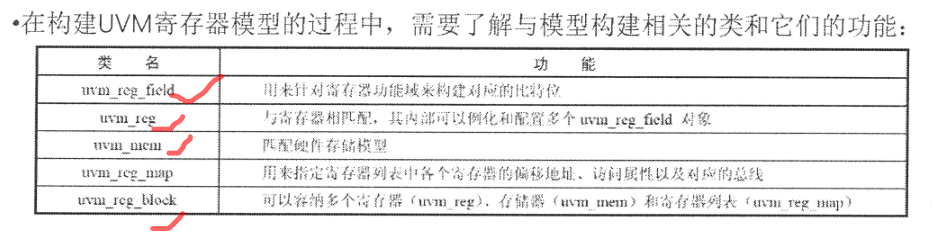 •在构建UVM寄存器模型的过程中，需要了解与模型构建相关的类和它们的功能：
类 名 功 能
uvm_reg_field 用来针对寄存器功能域来构建对应的比特位
uvm_reg 与寄存器相匹配，其内部可以例化和配置多个 uvm_reg_field 对象
uvm_mem 匹配硬件存储模型
uvm_reg_map 用来指定寄存器列表中各个寄存器的偏移地址、访问属性以及对应的总线
uvm_reg_block 可以容纳多个寄存器（uvm_reg）、存储器（uvm_mem）和寄存器列表（uvm_reg_map）